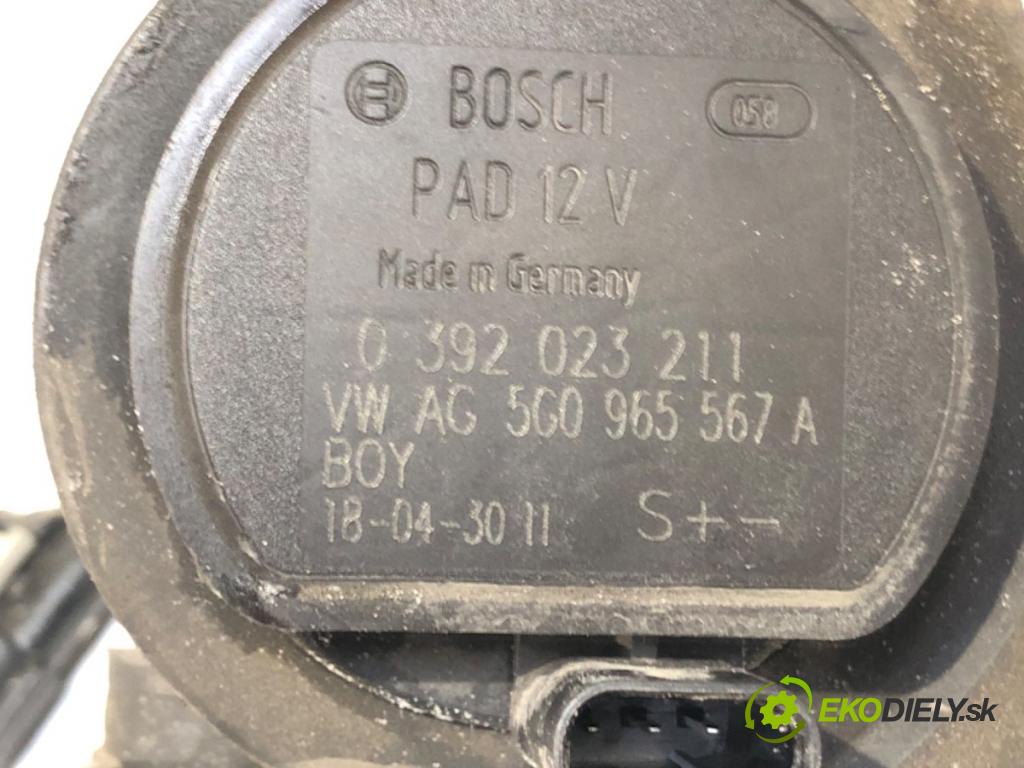 BOSCH 058
PAD 12 V
Made in Germany
0 392 023 211
VW AG 5G0 965 567 A
BOY
18-04-30 11 S+-
EKODIELY.sk